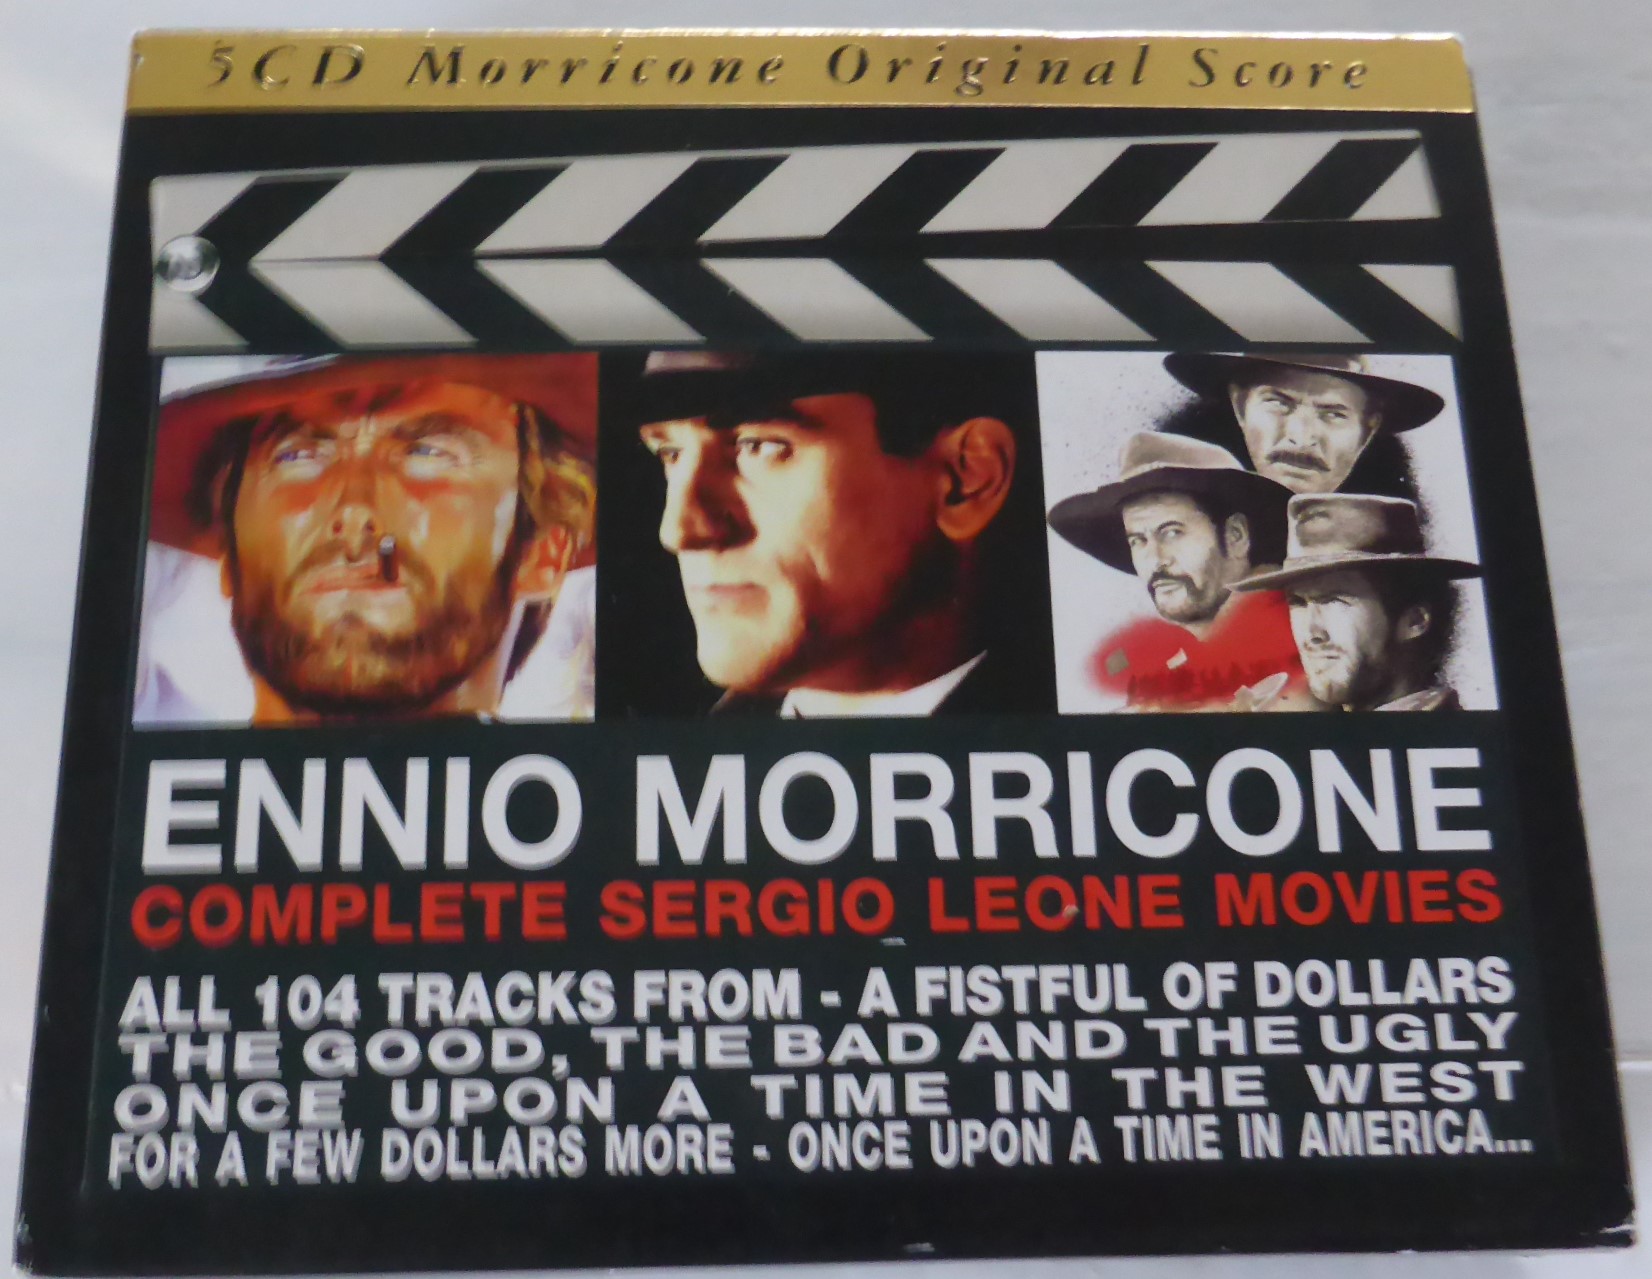 5CD Morricone Original Score
ENNIO MORRICONE
COMPLETE SERGIO LEONE MOVIES
ALL 104 TRACKS FROM - A FISTFUL OF DOLLARS
THE GOOD, THE BAD AND THE UGLY
ONCE UPON A TIME IN THE WEST
FOR A FEW DOLLARS MORE - ONCE UPON A TIME IN AMERICA...